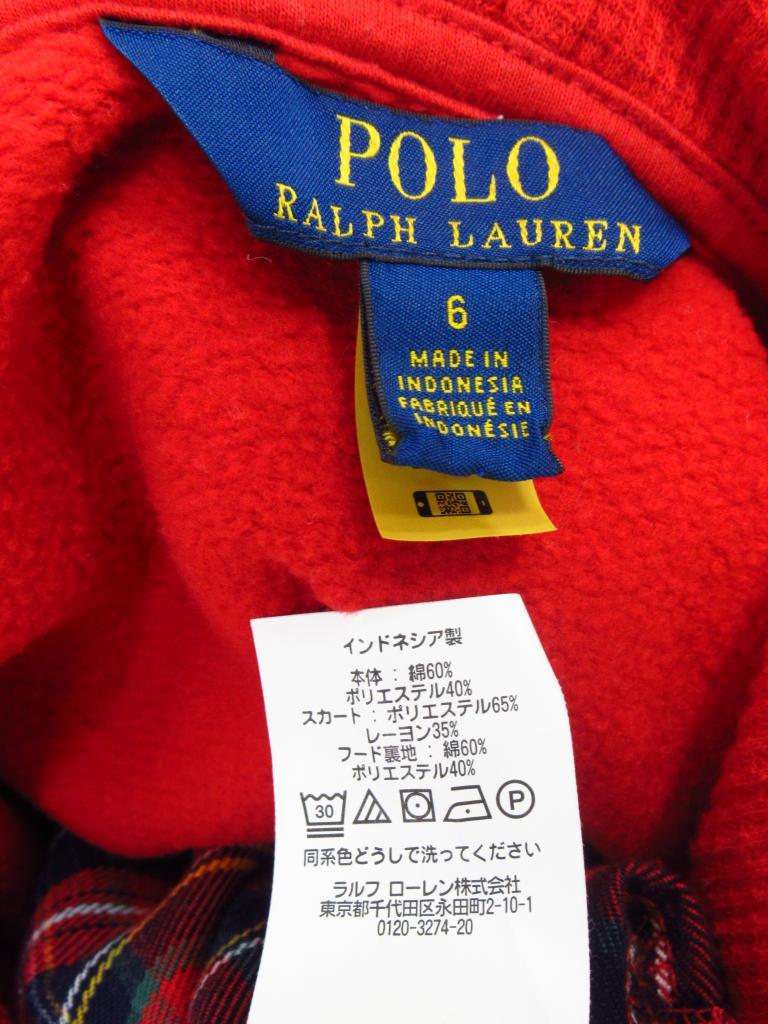 POLO
RALPH LAUREN
6
MADE IN
INDONESIA
FABRIQUÉ EN
INDONÉSIE
インドネシア製
本体 : 綿60%
ポリエステル40%
スカート : ポリエステル65%
レーヨン35%
フード裏地 : 綿60%
ポリエステル40%
30
P
同系色どうしで洗ってください
ラルフ ローレン株式会社
東京都千代田区永田町2-10-1
0120-3274-20